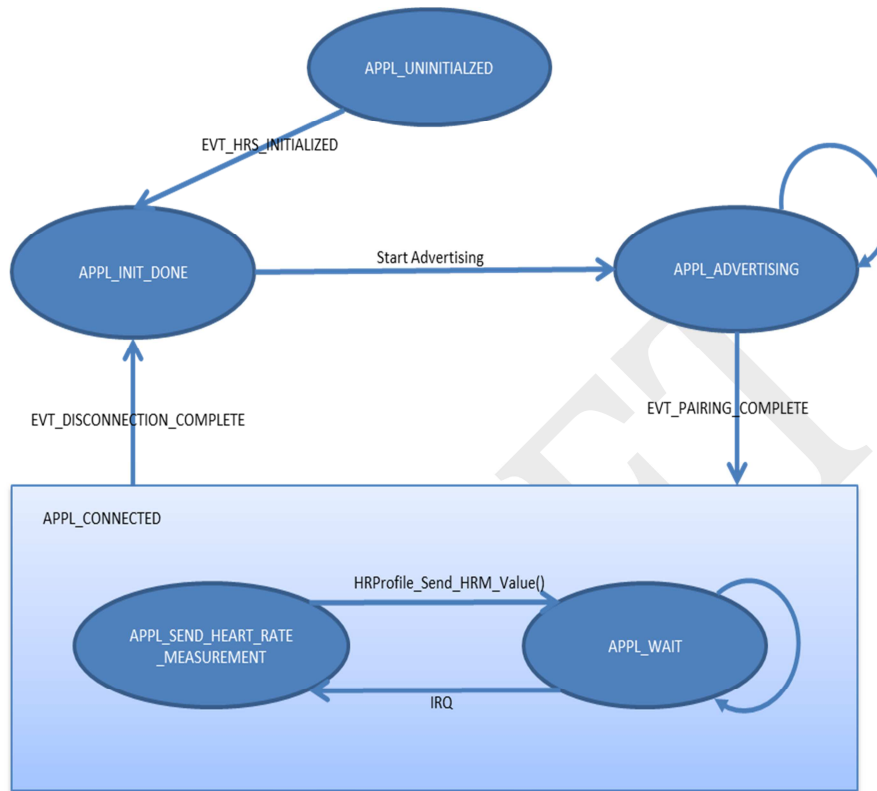 APPL_UNINITIALZED
EVT_HRS_INITIALIZED
APPL_INIT_DONE
Start Advertising
APPL_ADVERTISING
EVT_DISCONNECTION_COMPLETE
EVT_PAIRING_COMPLETE
APPL_CONNECTED
HRProfile_Send_HRM_Value()
APPL_SEND_HEART_RATE
_MEASUREMENT
APPL_WAIT
IRQ